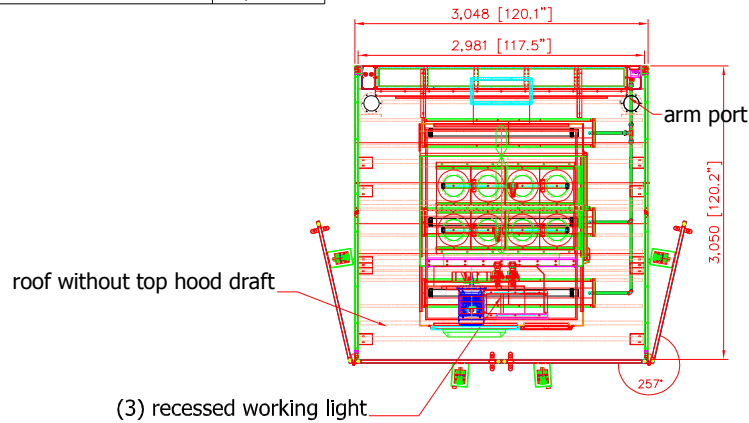 3,048 [120.1"]
2,981 [117.5"]
arm port
3,050 [120.2"]
roof without top hood draft
257°
(3) recessed working light